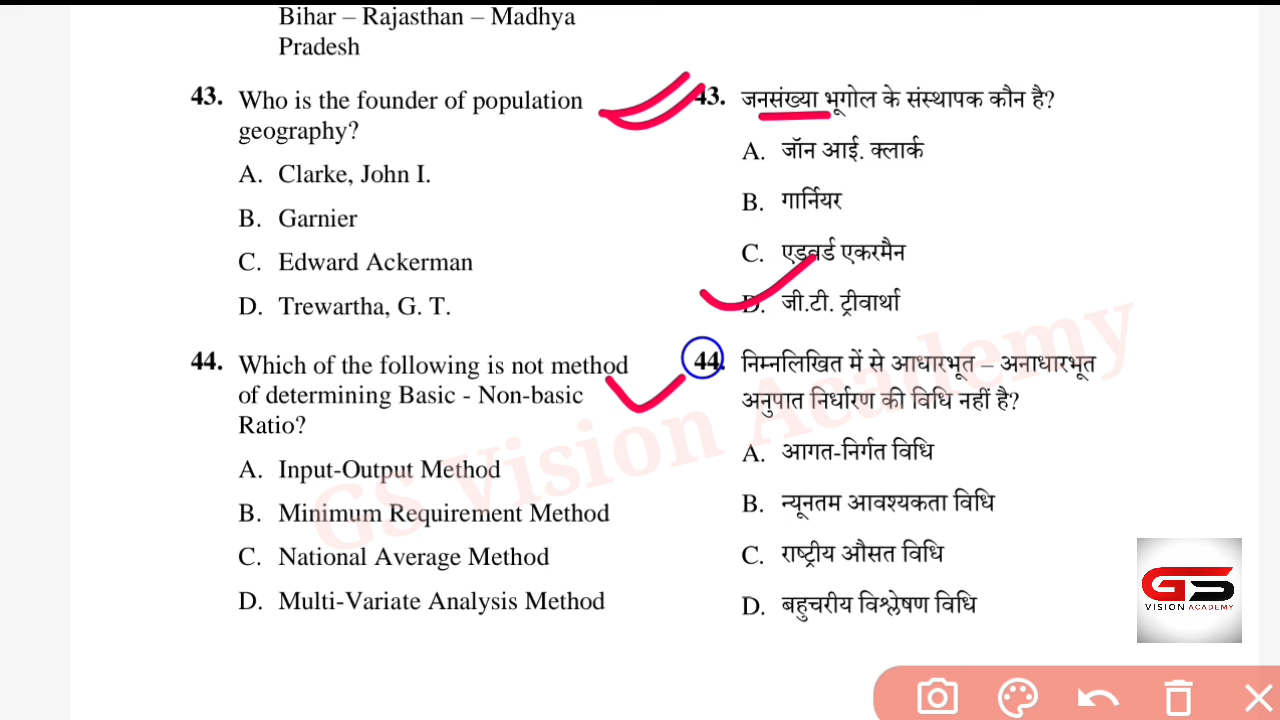 Bihar – Rajasthan – Madhya
Pradesh
43. Who is the founder of population
geography?
A. Clarke, John I.
B. Garnier
C. Edward Ackerman
D. Trewartha, G. T.
44. Which of the following is not method
of determining Basic - Non-basic
Ratio?
A. Input-Output Method
B. Minimum Requirement Method
C. National Average Method
D. Multi-Variate Analysis Method
43. जनसंख्या भूगोल के संस्थापक कौन है?
A. जॉन आई. क्लार्क
B. गार्नियर
C. एडवर्ड एकरमैन
D. जी.टी. ट्रीवार्था
44. निम्नलिखित में से आधारभूत – अनाधारभूत
अनुपात निर्धारण की विधि नहीं है?
A. आगत-निर्गत विधि
B. न्यूनतम आवश्यकता विधि
C. राष्ट्रीय औसत विधि
D. बहुचरीय विश्लेषण विधि
GS Vision Academy
GS
VISION ACADEMY